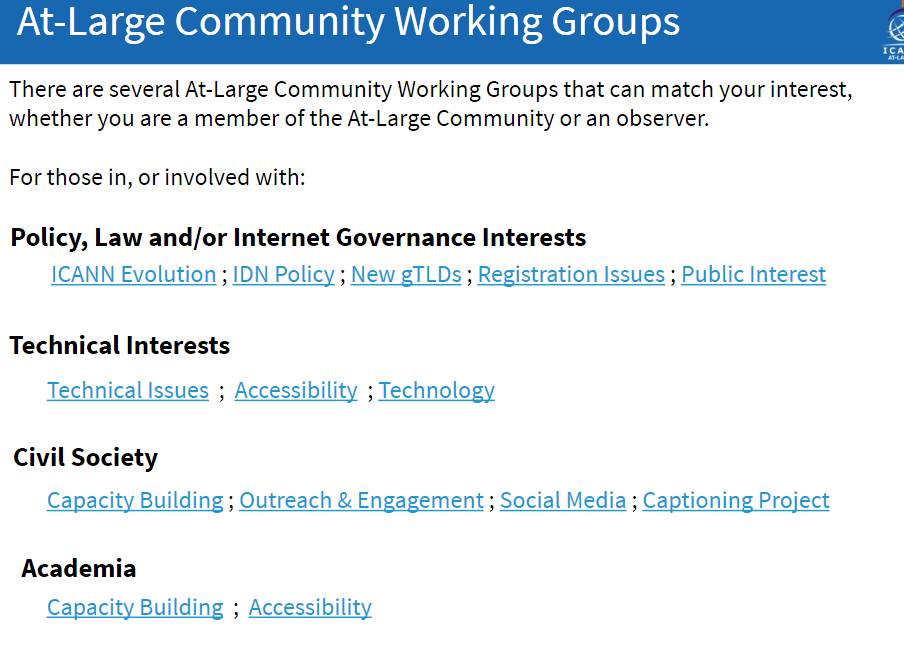 At-Large Community Working Groups
ICA
AT-LA
There are several At-Large Community Working Groups that can match your interest,
whether you are a member of the At-Large Community or an observer.
For those in, or involved with:
Policy, Law and/or Internet Governance Interests
ICANN Evolution ; IDN Policy ; New gTLDs ; Registration Issues ; Public Interest
Technical Interests
Technical Issues ; Accessibility ; Technology
Civil Society
Capacity Building ; Outreach & Engagement ; Social Media ; Captioning Project
Academia
Capacity Building ; Accessibility